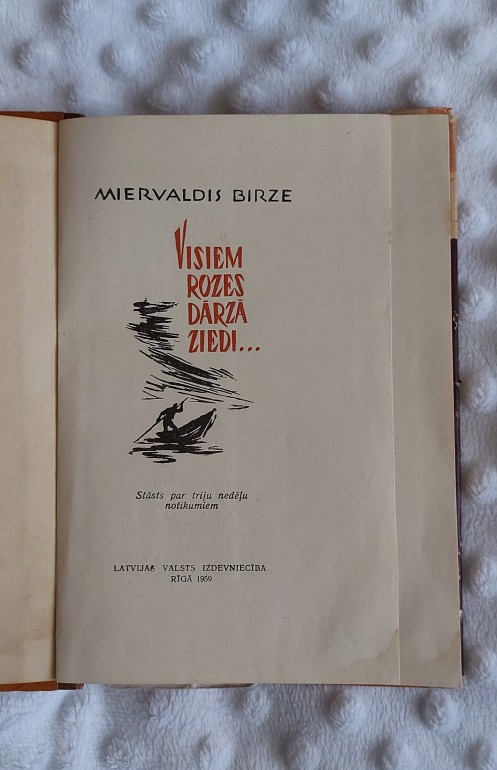 MIERVALDIS BIRZE
VISIEM
ROZES
DĀRZĀ
ZIEDI...
Stāsts par triju nedēļu
notikumiem
LATVIJAS VALSTS IZDEVNIECĪBA
RĪGĀ 1959